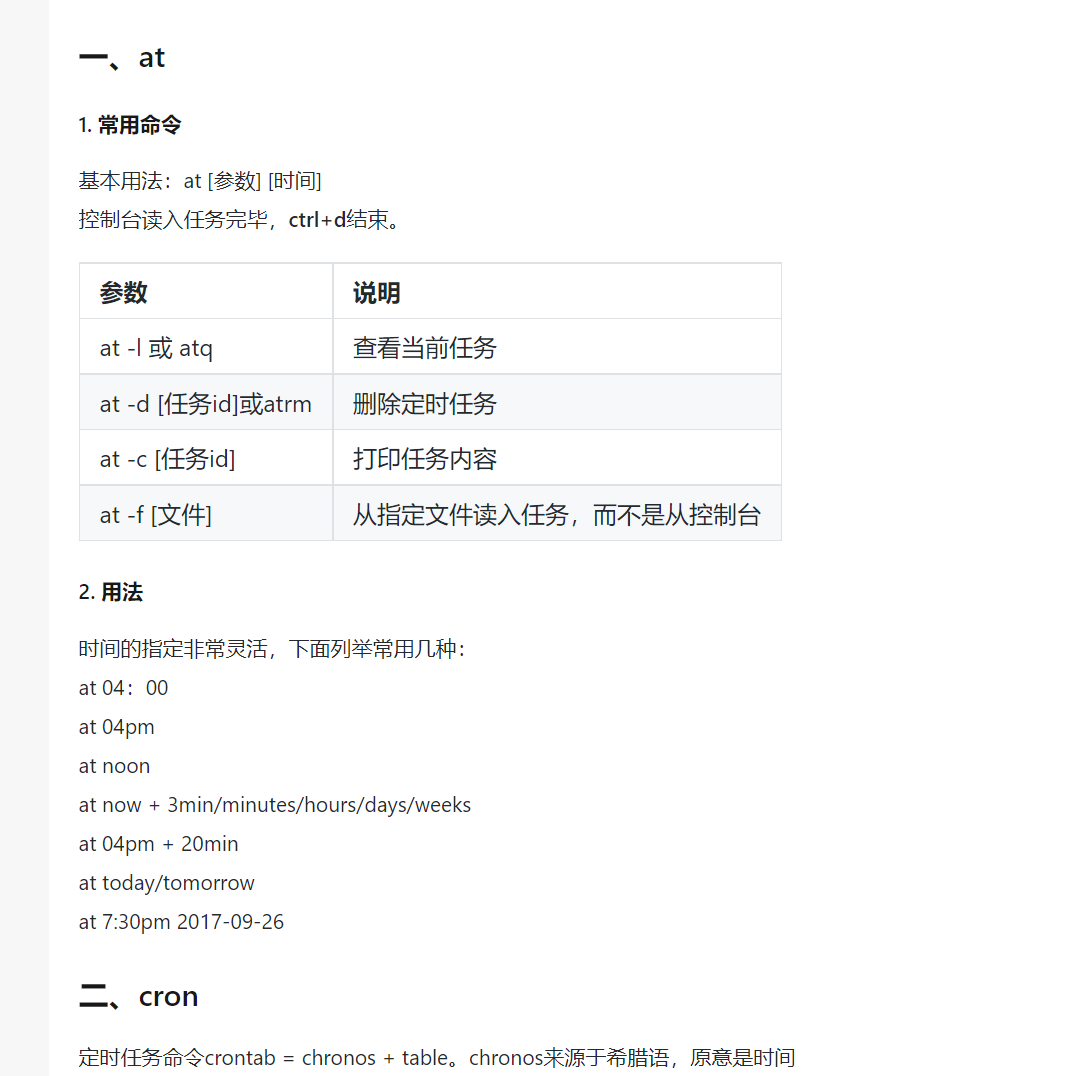 一、at
1. 常用命令
基本用法：at [参数] [时间]
控制台读入任务完毕，ctrl+d结束。
参数 说明
at -l 或 atq 查看当前任务
at -d [任务id]或atrm 删除定时任务
at -c [任务id] 打印任务内容
at -f [文件] 从指定文件读入任务，而不是从控制台
2. 用法
时间的指定非常灵活，下面列举常用几种：
at 04：00
at 04pm
at noon
at now + 3min/minutes/hours/days/weeks
at 04pm + 20min
at today/tomorrow
at 7:30pm 2017-09-26
二、cron
定时任务命令crontab = chronos + table。chronos来源于希腊语，原意是时间